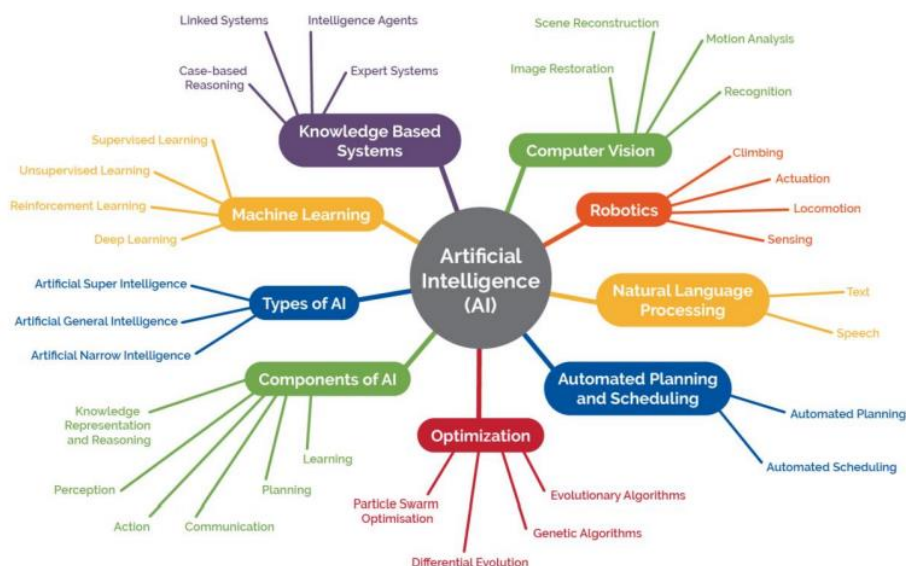 Linked Systems
Intelligence Agents
Case-based
Reasoning
Expert Systems
Knowledge Based
Systems
Scene Reconstruction
Motion Analysis
Image Restoration
Recognition
Computer Vision
Supervised Learning
Unsupervised Learning
Reinforcement Learning
Deep Learning
Machine Learning
Climbing
Actuation
Locomotion
Sensing
Robotics
Artificial
Intelligence
(AI)
Artificial Super Intelligence
Artificial General Intelligence
Artificial Narrow Intelligence
Types of AI
Natural Language
Processing
Text
Speech
Components of AI
Knowledge
Representation
and Reasoning
Perception
Action
Communication
Planning
Learning
Optimization
Particle Swarm
Optimisation
Differential Evolution
Genetic Algorithms
Evolutionary Algorithms
Automated Planning
and Scheduling
Automated Planning
Automated Scheduling